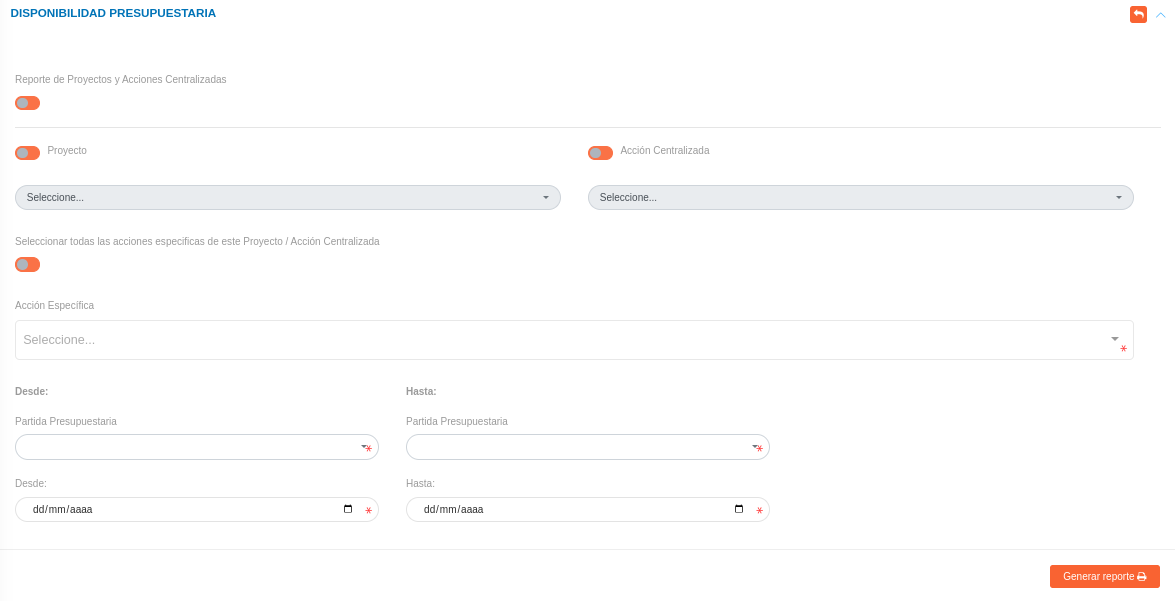 DISPONIBILIDAD PRESUPUESTARIA
Reporte de Proyectos y Acciones Centralizadas
Proyecto
Acción Centralizada
Seleccione...
Seleccione...
Seleccionar todas las acciones especificas de este Proyecto / Acción Centralizada
Acción Específica
Seleccione...
*
Desde:
Hasta:
Partida Presupuestaria
Partida Presupuestaria
*
*
Desde:
Hasta:
dd/mm/aaaa *
dd/mm/aaaa *
Generar reporte